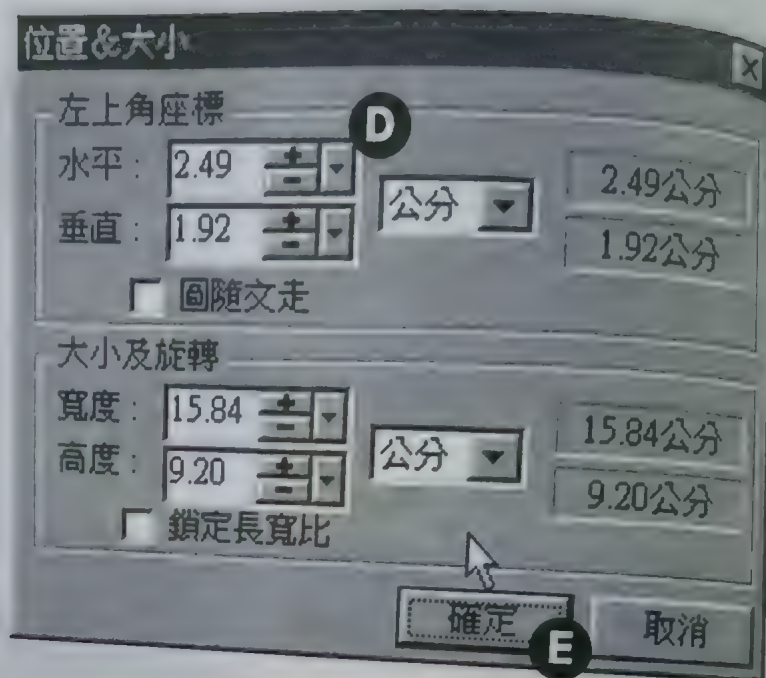 位置&大小
左上角座標
D
水平: 2.49 公分 2.49公分
垂直: 1.92 1.92公分
圖隨文走
大小及旋轉
寬度: 15.84 公分 15.84公分
高度: 9.20 9.20公分
鎖定長寬比
確定 取消
E